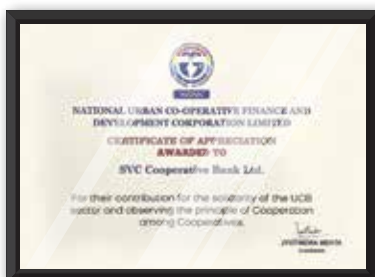 NATIONAL URBAN CO-OPERATIVE FINANCE AND
DEVELOPMENT CORPORATION LIMITED
CERTIFICATE OF APPRECIATION
AWARDED TO
SVC Cooperative Bank Ltd.
For their contribution for the solidarity of the UCB
sector and observing the principle of Cooperation
among Cooperatives.
JYOTINDRA MEHTA